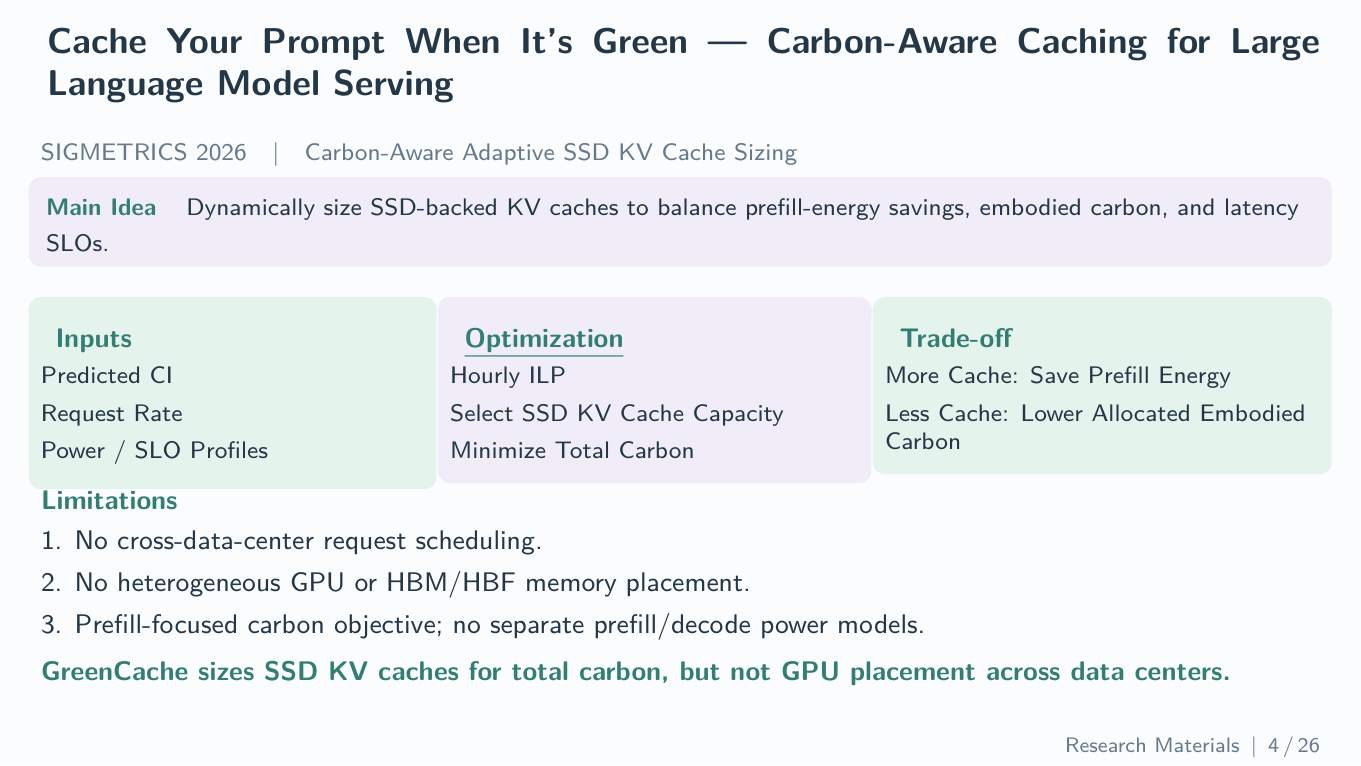 Cache Your Prompt When It's Green — Carbon-Aware Caching for Large
Language Model Serving
SIGMETRICS 2026 | Carbon-Aware Adaptive SSD KV Cache Sizing
Main Idea Dynamically size SSD-backed KV caches to balance prefill-energy savings, embodied carbon, and latency
SLOs.
Inputs
Predicted CI
Request Rate
Power / SLO Profiles
Optimization
Hourly ILP
Select SSD KV Cache Capacity
Minimize Total Carbon
Trade-off
More Cache: Save Prefill Energy
Less Cache: Lower Allocated Embodied
Carbon
Limitations
1. No cross-data-center request scheduling.
2. No heterogeneous GPU or HBM/HBF memory placement.
3. Prefill-focused carbon objective; no separate prefill/decode power models.
GreenCache sizes SSD KV caches for total carbon, but not GPU placement across data centers.
Research Materials | 4 / 26